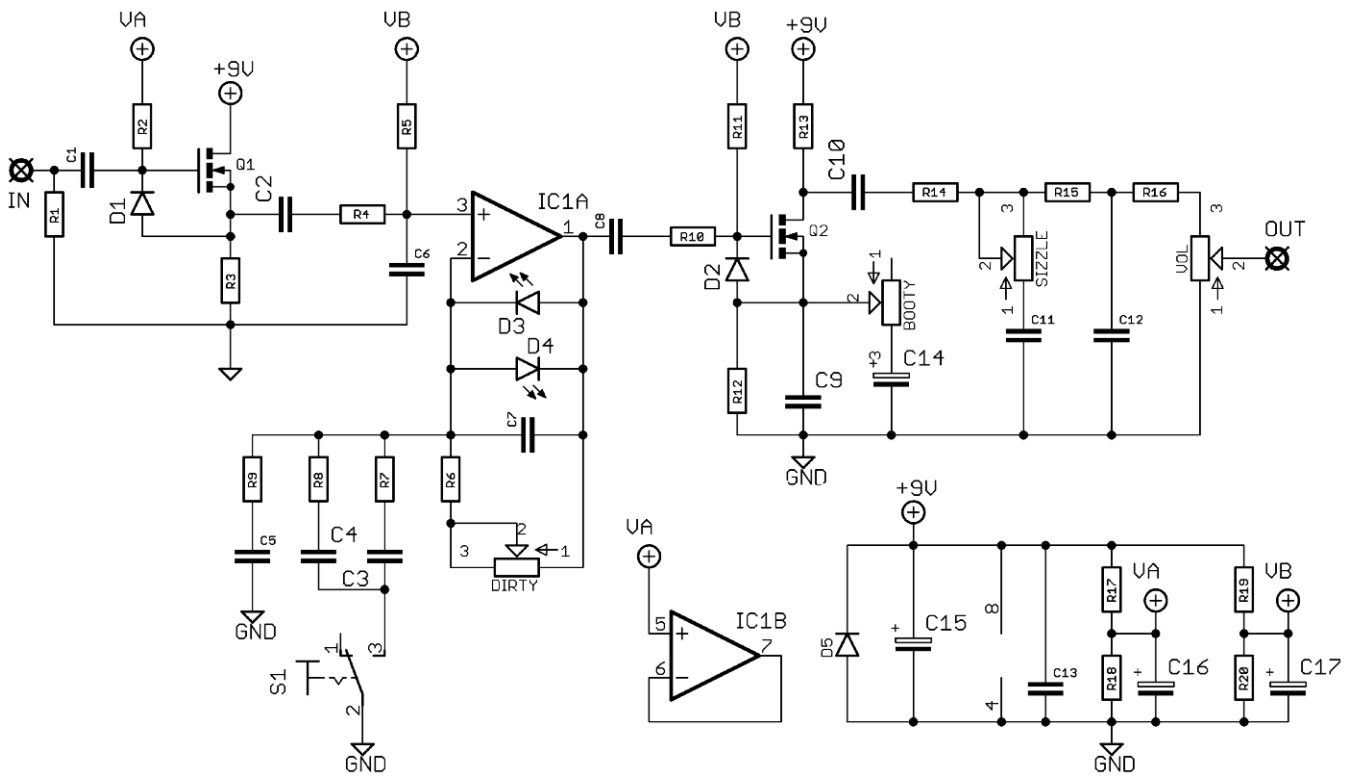 VA
VB
VB
+9V
+9V
R2
R5
R11
R13
C1
Q1
C2
R4
IN
R1
D1
R3
C6
3
+
2
−
1
IC1A
C8
R10
D2
Q2
C10
R14
R15
R16
3
2
1
SIZZLE
3
2
1
VOL
OUT
1
2
BOOTY
+3
C14
C11
C12
D3
D4
R12
C9
GND
C7
R9
R8
R7
R6
2
3
1
DIRTY
C5
C4
C3
GND
1
3
S1
2
GND
VA
5
+
6
−
7
IC1B
+9V
D5
+
C15
8
4
C13
R17
VA
R18
+
C16
R19
VB
R20
+
C17
GND